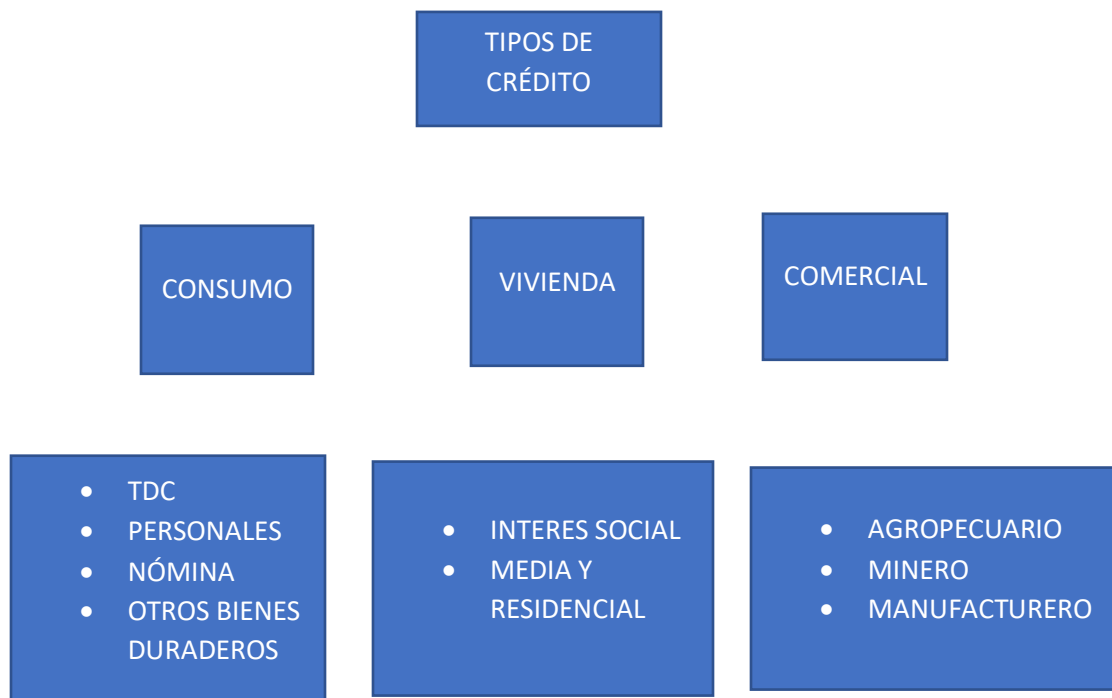 TIPOS DE
CRÉDITO
CONSUMO
VIVIENDA
COMERCIAL
• TDC
• PERSONALES
• NÓMINA
• OTROS BIENES
DURADEROS
• INTERES SOCIAL
• MEDIA Y
RESIDENCIAL
• AGROPECUARIO
• MINERO
• MANUFACTURERO